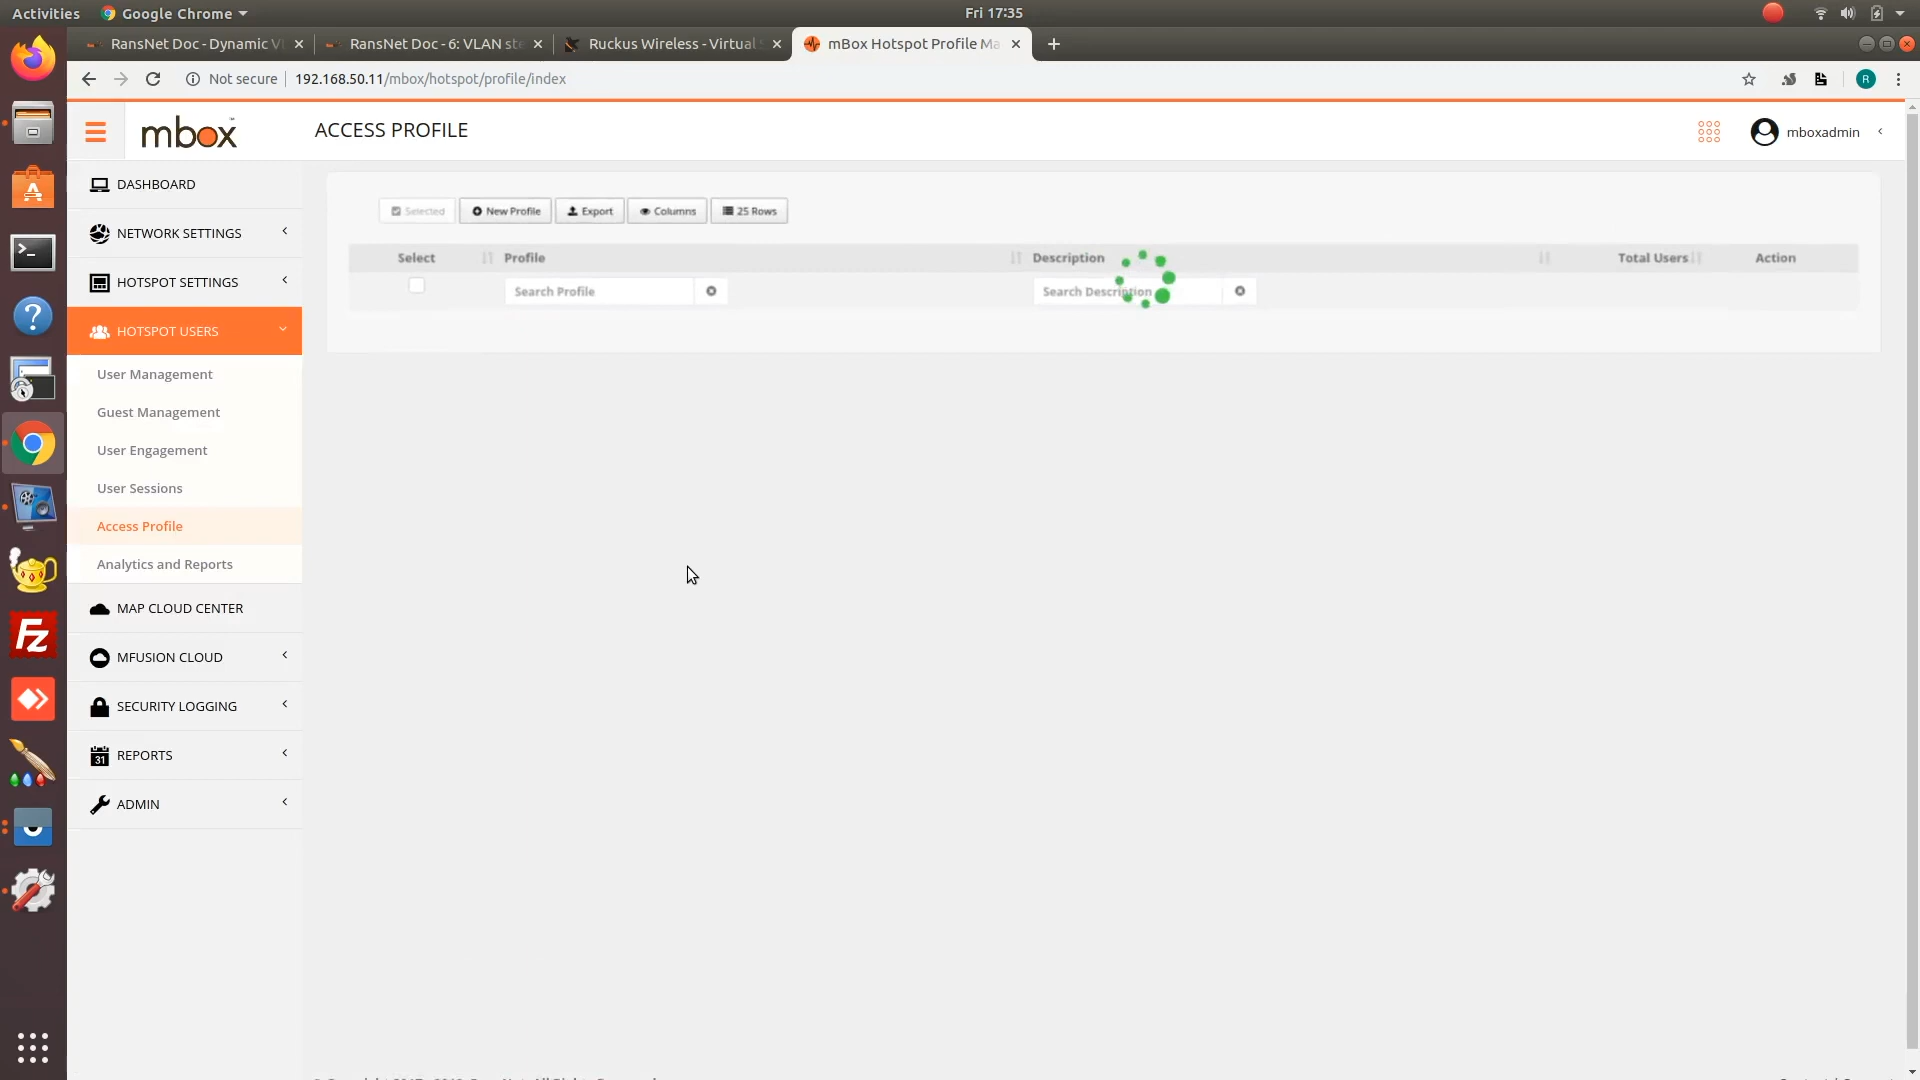 Activities
Google Chrome
Fri 17:35
RansNet Doc - Dynamic V
RansNet Doc - 6: VLAN ste
Ruckus Wireless - Virtual
mBox Hotspot Profile Ma
Not secure
192.168.50.11/mbox/hotspot/profile/index
R
mbox
ACCESS PROFILE
mboxadmin
DASHBOARD
NETWORK SETTINGS
HOTSPOT SETTINGS
HOTSPOT USERS
User Management
Guest Management
User Engagement
User Sessions
Access Profile
Analytics and Reports
MAP CLOUD CENTER
MFUSION CLOUD
SECURITY LOGGING
31
REPORTS
ADMIN
Selected
New Profile
Export
Columns
25 Rows
Select
Profile
Description
Total Users
Action
Search Profile
Search Description
Fz